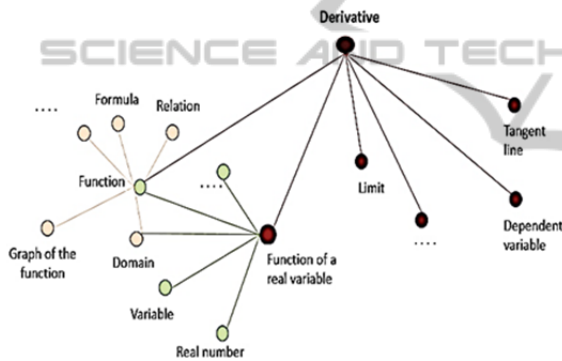 Derivative
SCIENCE AND TECH
....
Formula
Relation
Tangent
line
Function
....
Limit
Dependent
variable
....
Graph of the
function
Domain
Function of a
real variable
Variable
Real number